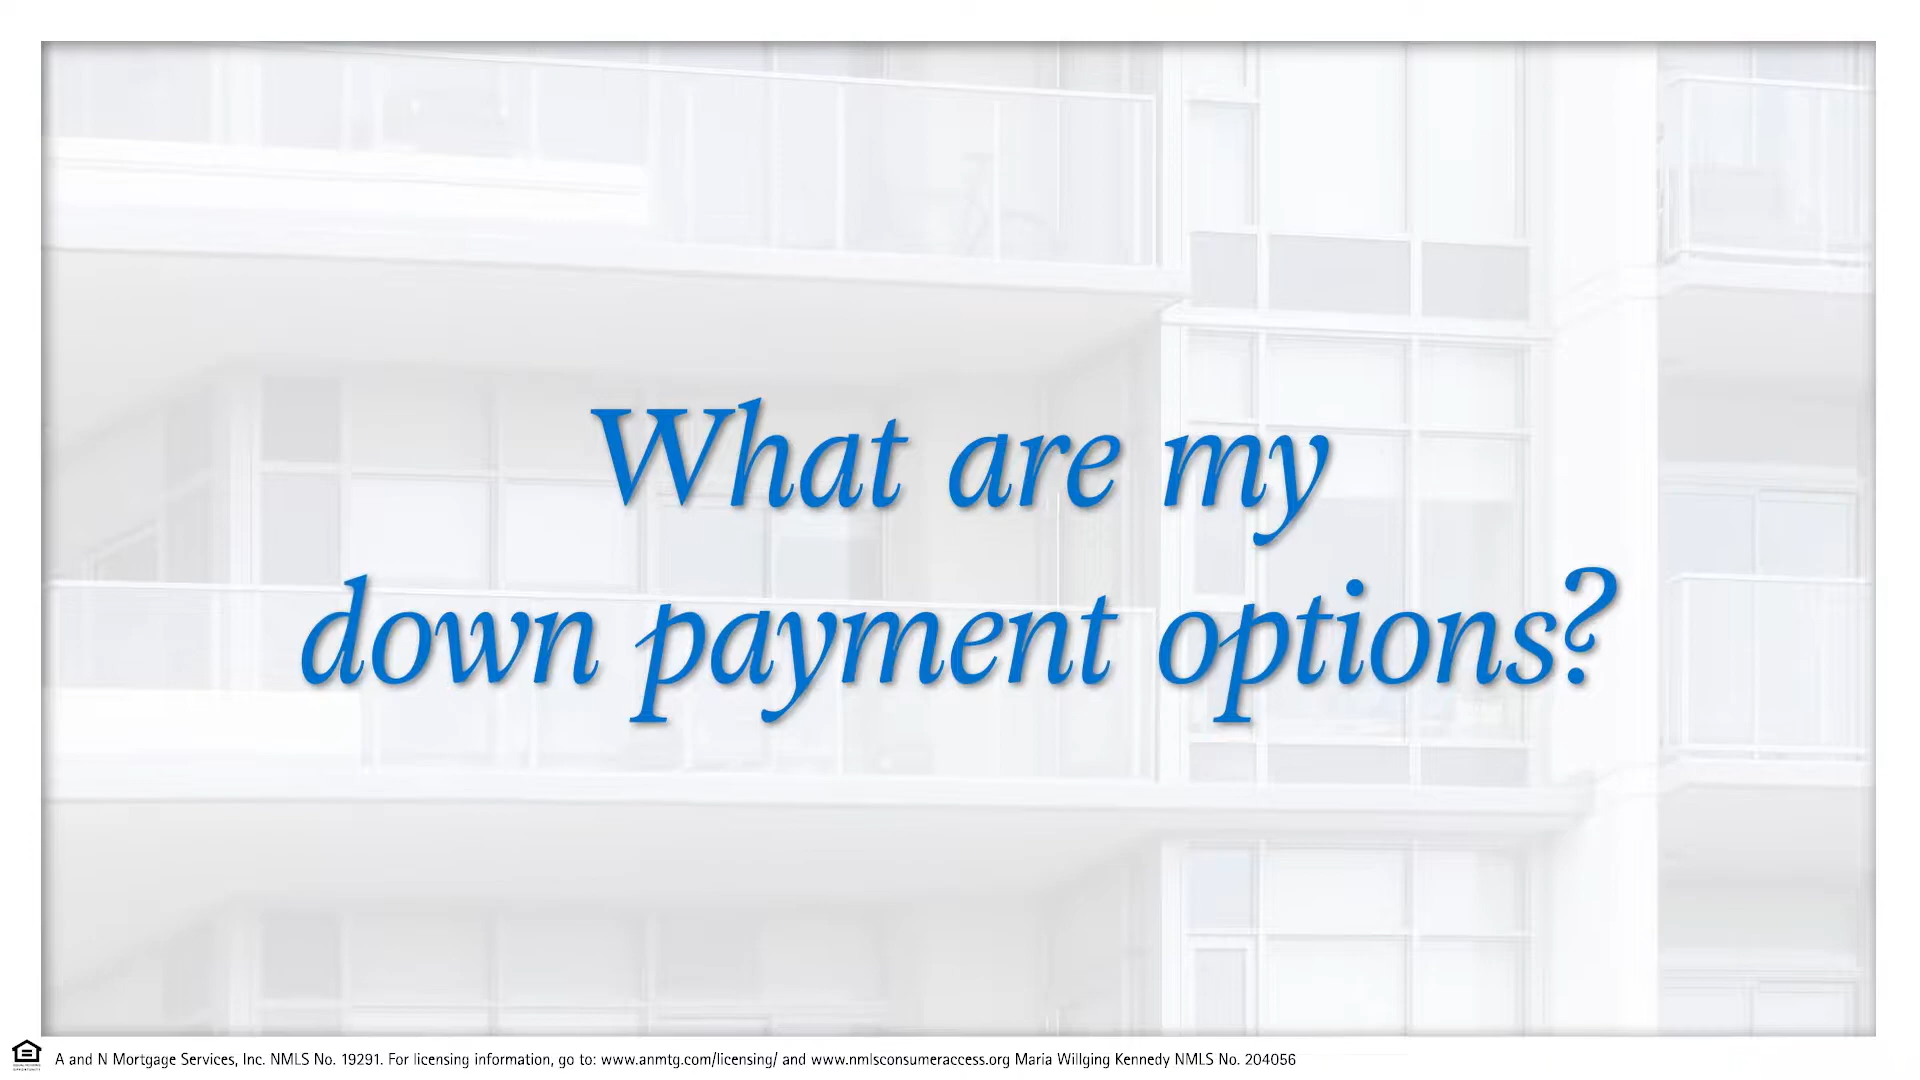 What are my
down payment options?
A and N Mortgage Services, Inc. NMLS No. 19291. For licensing information, go to: www.anmtg.com/licensing/ and www.nmlsconsumeraccess.org Maria Willging Kennedy NMLS No. 204056